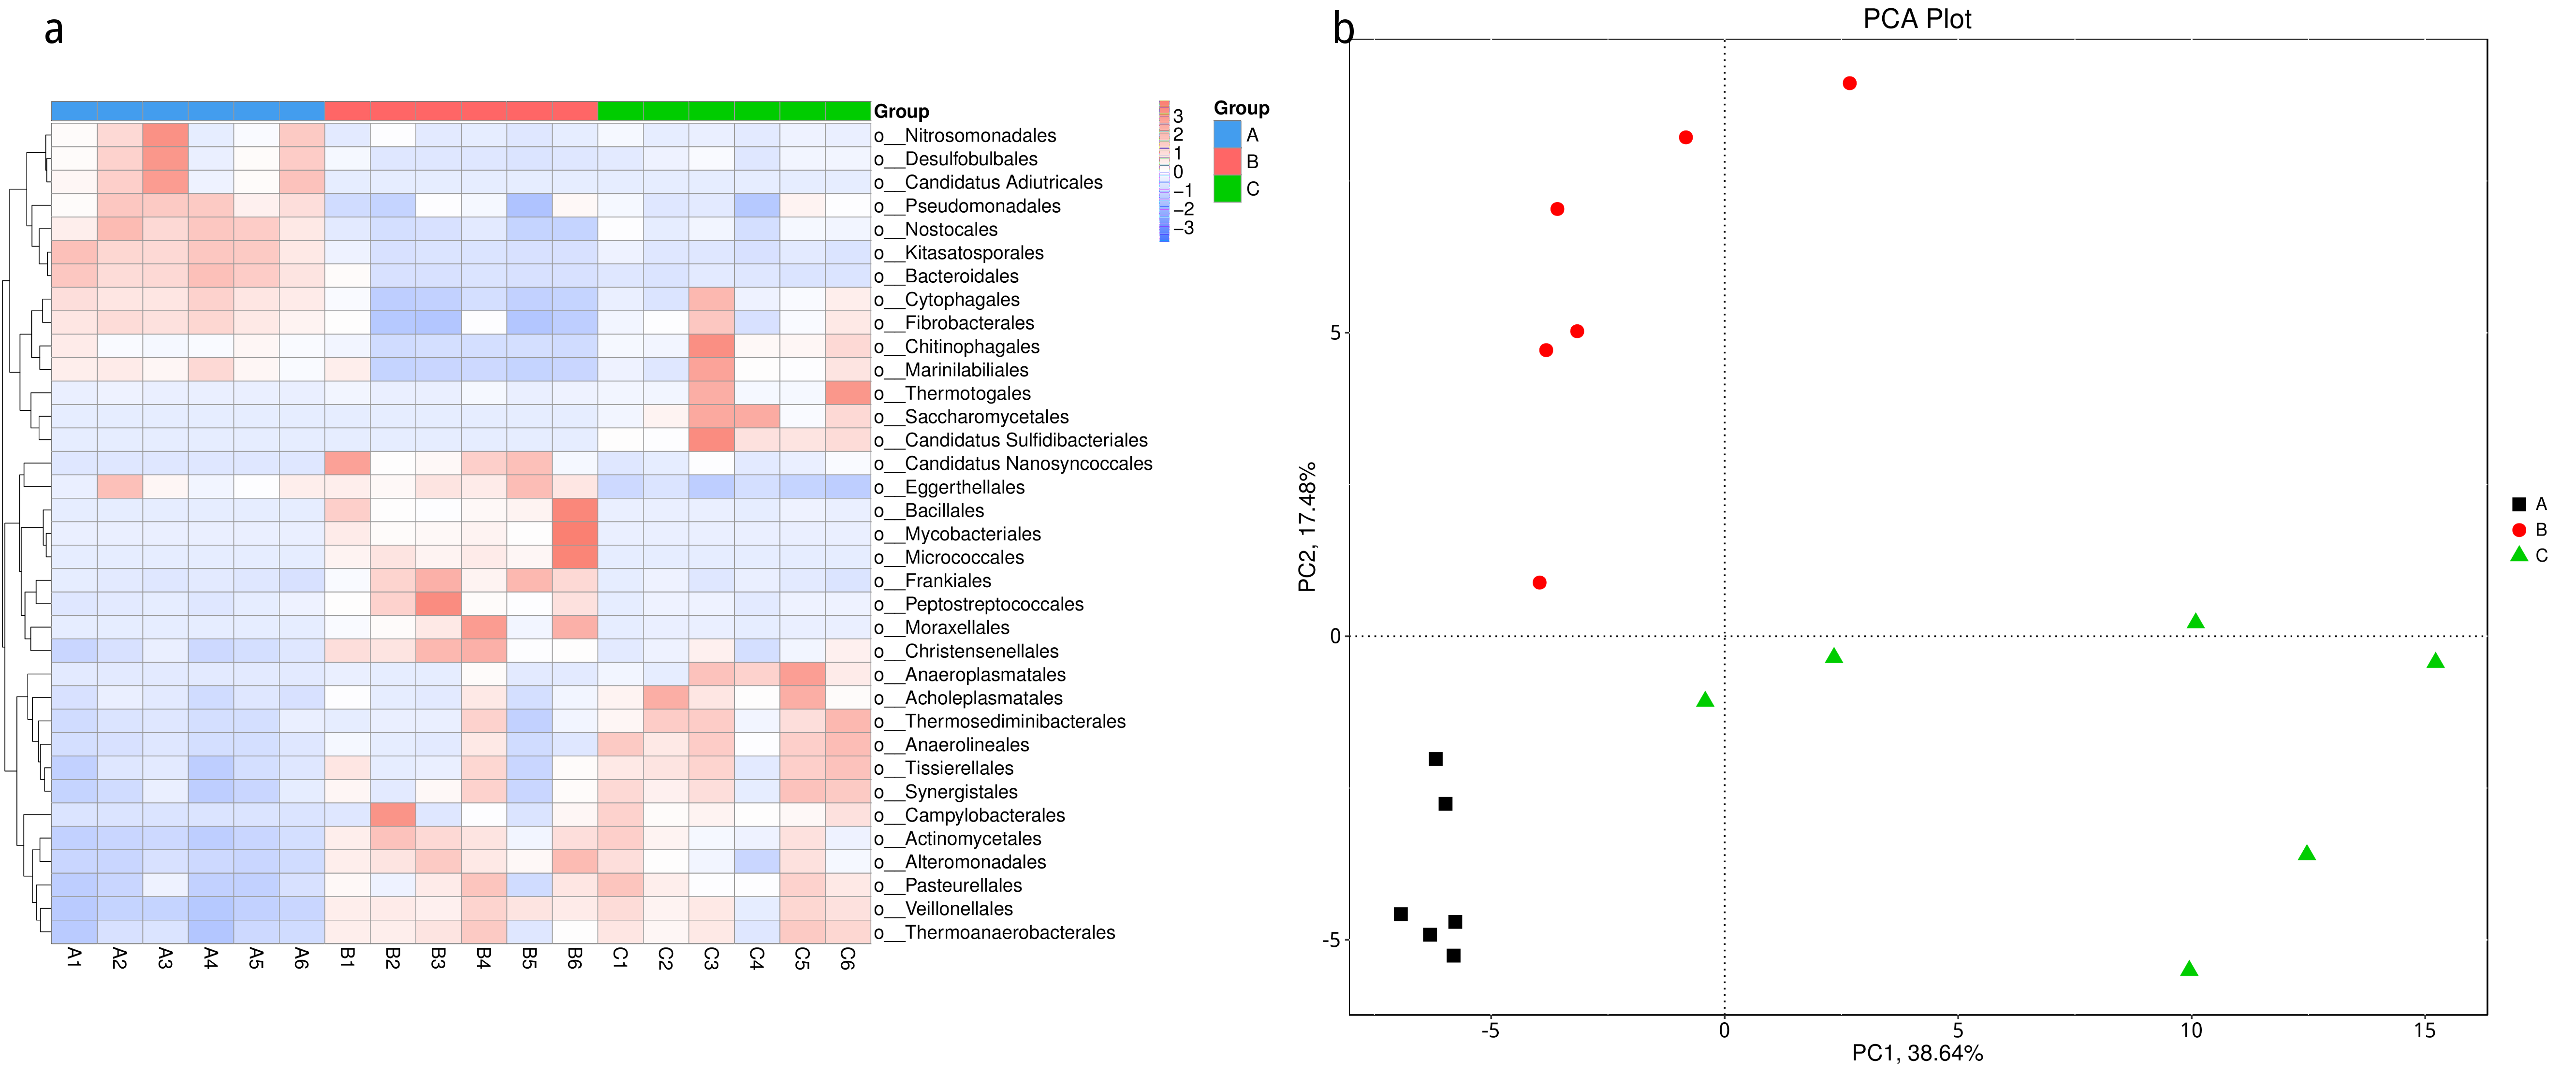 a
Group
o__Nitrosomonadales
o__Desulfobulbales
o__Candidatus Adiutricales
o__Pseudomonadales
o__Nostocales
o__Kitasatosporales
o__Bacteroidales
o__Cytophagales
o__Fibrobacterales
o__Chitinophagales
o__Marinilabiliales
o__Thermotogales
o__Saccharomycetales
o__Candidatus Sulfidibacteriales
o__Candidatus Nanosyncoccales
o__Eggerthellales
o__Bacillales
o__Mycobacteriales
o__Micrococcales
o__Frankiales
o__Peptostreptococcales
o__Moraxellales
o__Christensenellales
o__Anaeroplasmatales
o__Acholeplasmatales
o__Thermosediminibacterales
o__Anaerolineales
o__Tissierellales
o__Synergistales
o__Campylobacterales
o__Actinomycetales
o__Alteromonadales
o__Pasteurellales
o__Veillonellales
o__Thermoanaerobacterales
A1 A2 A3 A4 A5 A6 B1 B2 B3 B4 B5 B6 C1 C2 C3 C4 C5 C6
3
2
1
0
−1
−2
−3
Group
A
B
C
b
PCA Plot
PC2, 17.48%
5
0
-5
-5 0 5 10 15
PC1, 38.64%
A
B
C